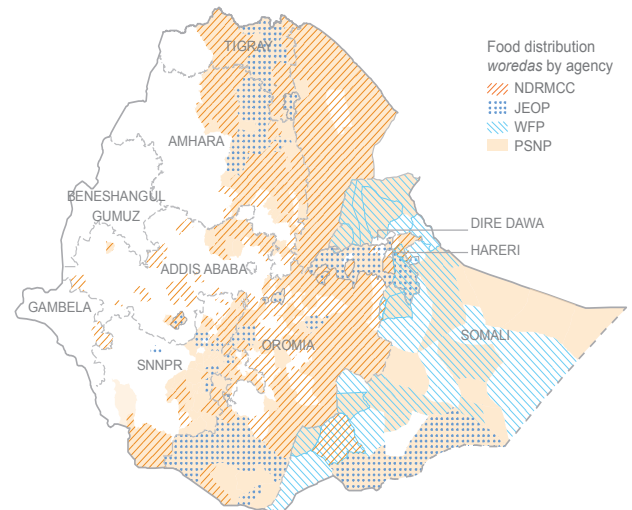 TIGRAY
Food distribution
woredas by agency
NDRMCC
JEOP
WFP
PSNP
AMHARA
BENESHANGUL
GUMUZ
DIRE DAWA
HARERI
ADDIS ABABA
GAMBELA
SOMALI
OROMIA
SNNPR